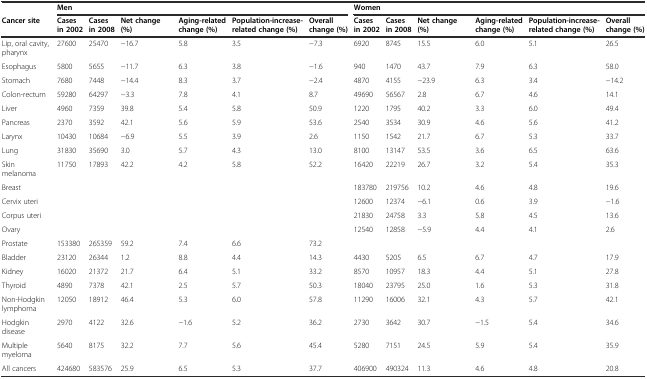 Men Women
Cancer site Cases in 2002 Cases in 2008 Net change (%) Aging-related change (%) Population-increase-related change (%) Overall change (%) Cases in 2002 Cases in 2008 Net change (%) Aging-related change (%) Population-increase-related change (%) Overall change (%)
Lip, oral cavity, pharynx 27600 25470 −16.7 5.8 3.5 −7.3 6920 8745 15.5 6.0 5.1 26.5
Esophagus 5800 5655 −11.7 6.3 3.8 −1.6 940 1470 43.7 7.9 6.3 58.0
Stomach 7680 7448 −14.4 8.3 3.7 −2.4 4870 4155 −23.9 6.3 3.4 −14.2
Colon-rectum 59280 64297 −3.3 7.8 4.1 8.7 49690 56567 2.8 6.7 4.6 14.1
Liver 4960 7359 39.8 5.4 5.8 50.9 1220 1795 40.2 3.3 6.0 49.4
Pancreas 2370 3592 42.1 5.6 5.9 53.6 2540 3534 30.9 4.6 5.6 41.2
Larynx 10430 10684 −6.9 5.5 3.9 2.6 1150 1542 21.7 6.7 5.3 33.7
Lung 31830 35690 3.0 5.7 4.3 13.0 8100 13147 53.5 3.6 6.5 63.6
Skin melanoma 11750 17893 42.2 4.2 5.8 52.2 16420 22219 26.7 3.2 5.4 35.3
Breast 183780 219756 10.2 4.6 4.8 19.6
Cervix uteri 12600 12374 −6.1 0.6 3.9 −1.6
Corpus uteri 21830 24758 3.3 5.8 4.5 13.6
Ovary 12540 12858 −5.9 4.4 4.1 2.6
Prostate 153380 265359 59.2 7.4 6.6 73.2
Bladder 23120 26344 1.2 8.8 4.4 14.3 4430 5205 6.5 6.7 4.7 17.9
Kidney 16020 21372 21.7 6.4 5.1 33.2 8570 10957 18.3 4.4 5.1 27.8
Thyroid 4890 7378 42.1 2.5 5.7 50.3 18040 23795 25.0 1.6 5.3 31.8
Non-Hodgkin lymphoma 12050 18912 46.4 5.3 6.0 57.8 11290 16006 32.1 4.3 5.7 42.1
Hodgkin disease 2970 4122 32.6 −1.6 5.2 36.2 2730 3642 30.7 −1.5 5.4 34.6
Multiple myeloma 5640 8175 32.2 7.7 5.6 45.4 5280 7151 24.5 5.9 5.4 35.9
All cancers 424680 583576 25.9 6.5 5.3 37.7 406900 490324 11.3 4.6 4.8 20.8